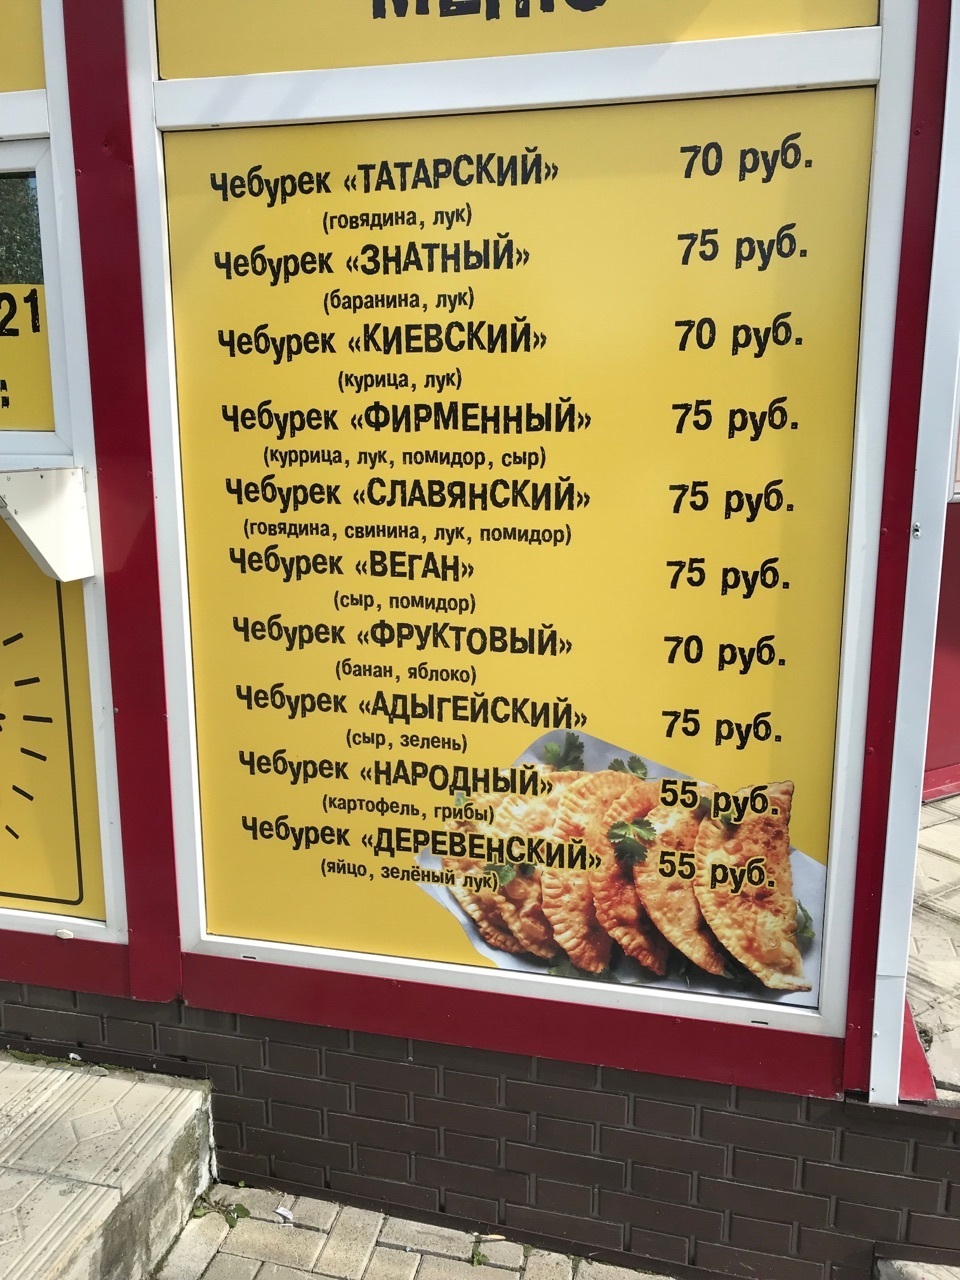 МЕНЮ
Чебурек «ТАТАРСКИЙ» 70 руб.
(говядина, лук)
Чебурек «ЗНАТНЫЙ» 75 руб.
(баранина, лук)
Чебурек «КИЕВСКИЙ» 70 руб.
(курица, лук)
Чебурек «ФИРМЕННЫЙ» 75 руб.
(куррица, лук, помидор, сыр)
Чебурек «СЛАВЯНСКИЙ» 75 руб.
(говядина, свинина, лук, помидор)
Чебурек «ВЕГАН» 75 руб.
(сыр, помидор)
Чебурек «ФРУКТОВЫЙ» 70 руб.
(банан, яблоко)
Чебурек «АДЫГЕЙСКИЙ» 75 руб.
(сыр, зелень)
Чебурек «НАРОДНЫЙ» 55 руб.
(картофель, грибы)
Чебурек «ДЕРЕВЕНСКИЙ» 55 руб.
(яйцо, зелёный лук)
21